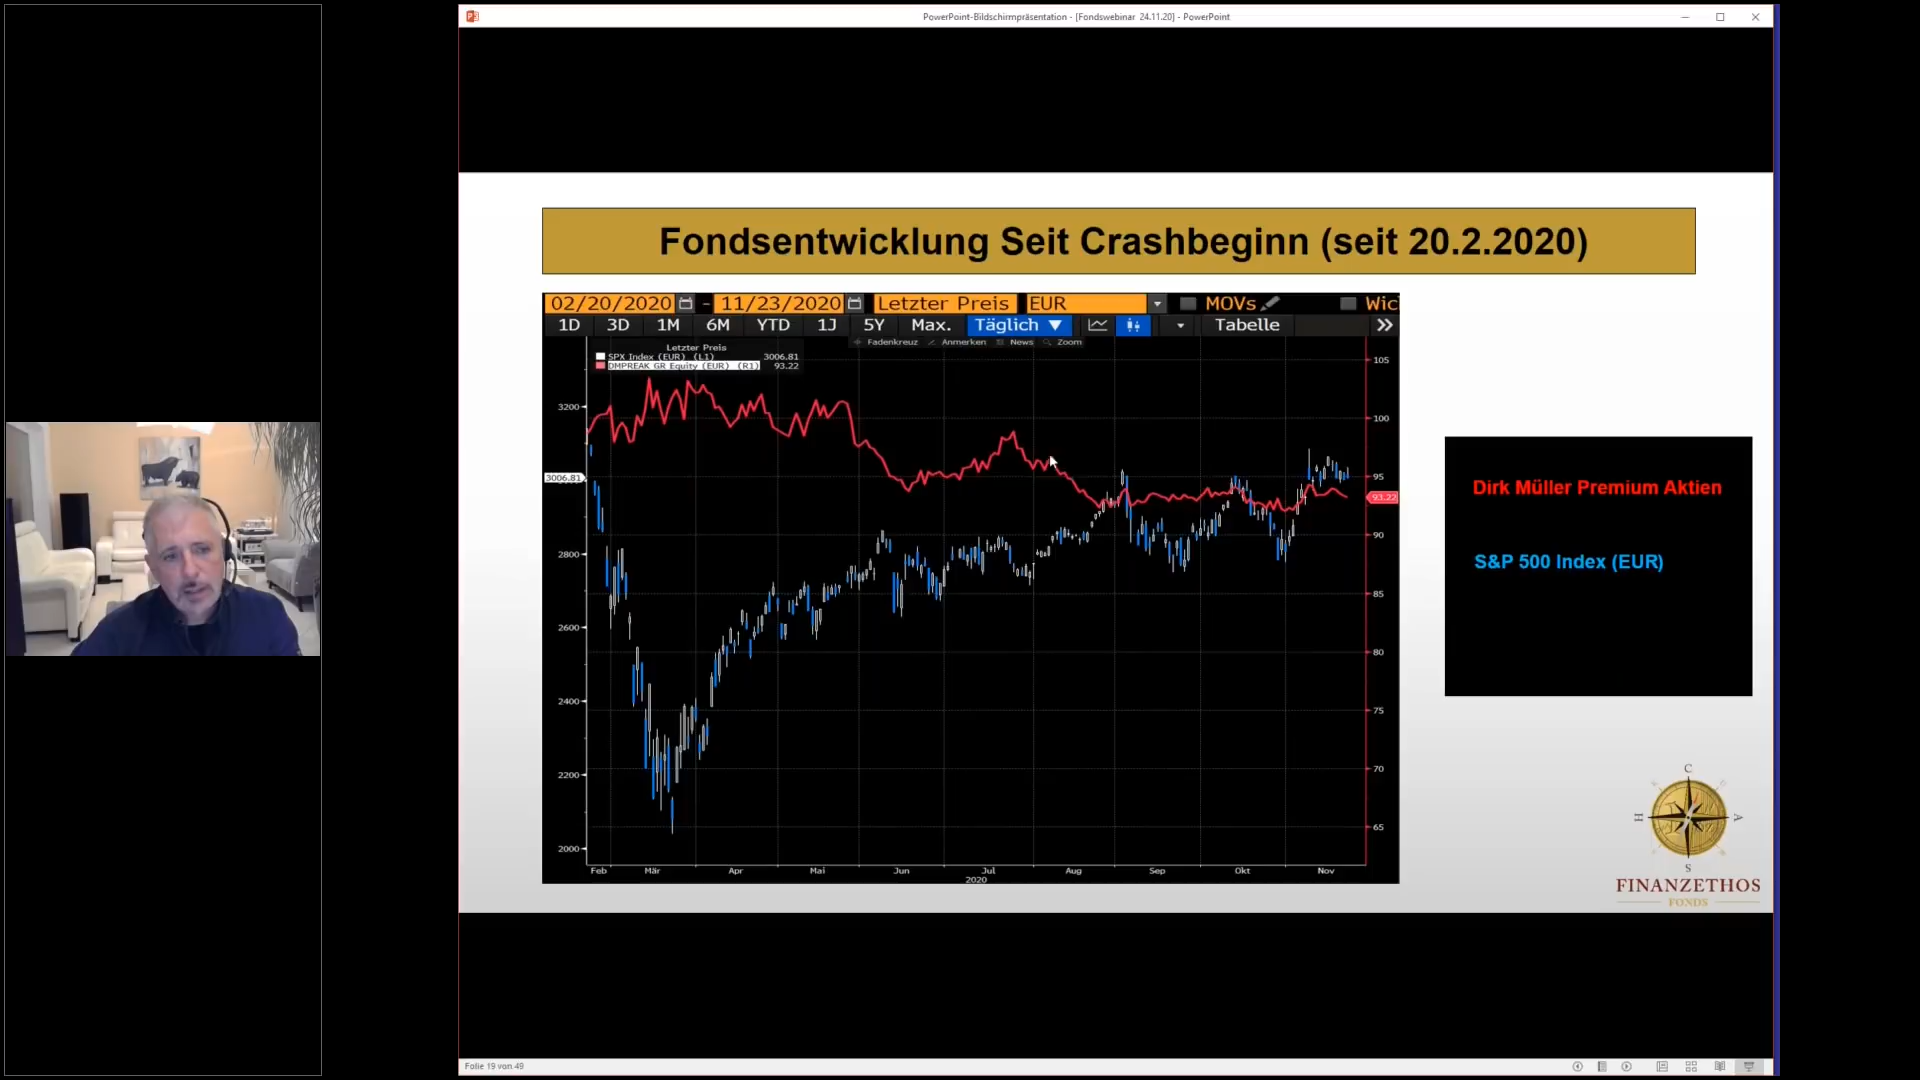 PowerPoint-Bildschirmpräsentation - [Fondswebinar 24.11.20] - PowerPoint
Fondsentwicklung Seit Crashbeginn (seit 20.2.2020)
02/20/2020 - 11/23/2020 Letzter Preis EUR MOVs Wic
1D 3D 1M 6M YTD 1J 5Y Max. Täglich ▼ Tabelle »
Fadenkreuz Anmerken News Zoom
Letzter Preis
SPX Index (EUR) (L1) 3006.81
DMPREAK GR Equity (EUR) (R1) 93.22
3200
3006.81
2800
2600
2400
2200
2000
105
100
95
93.22
90
85
80
75
70
65
Feb Mär Apr Mai Jun Jul Aug Sep Okt Nov
2020
Dirk Müller Premium Aktien
S&P 500 Index (EUR)
C
H A
S
FINANZETHOS
FONDS
Folie 19 von 49